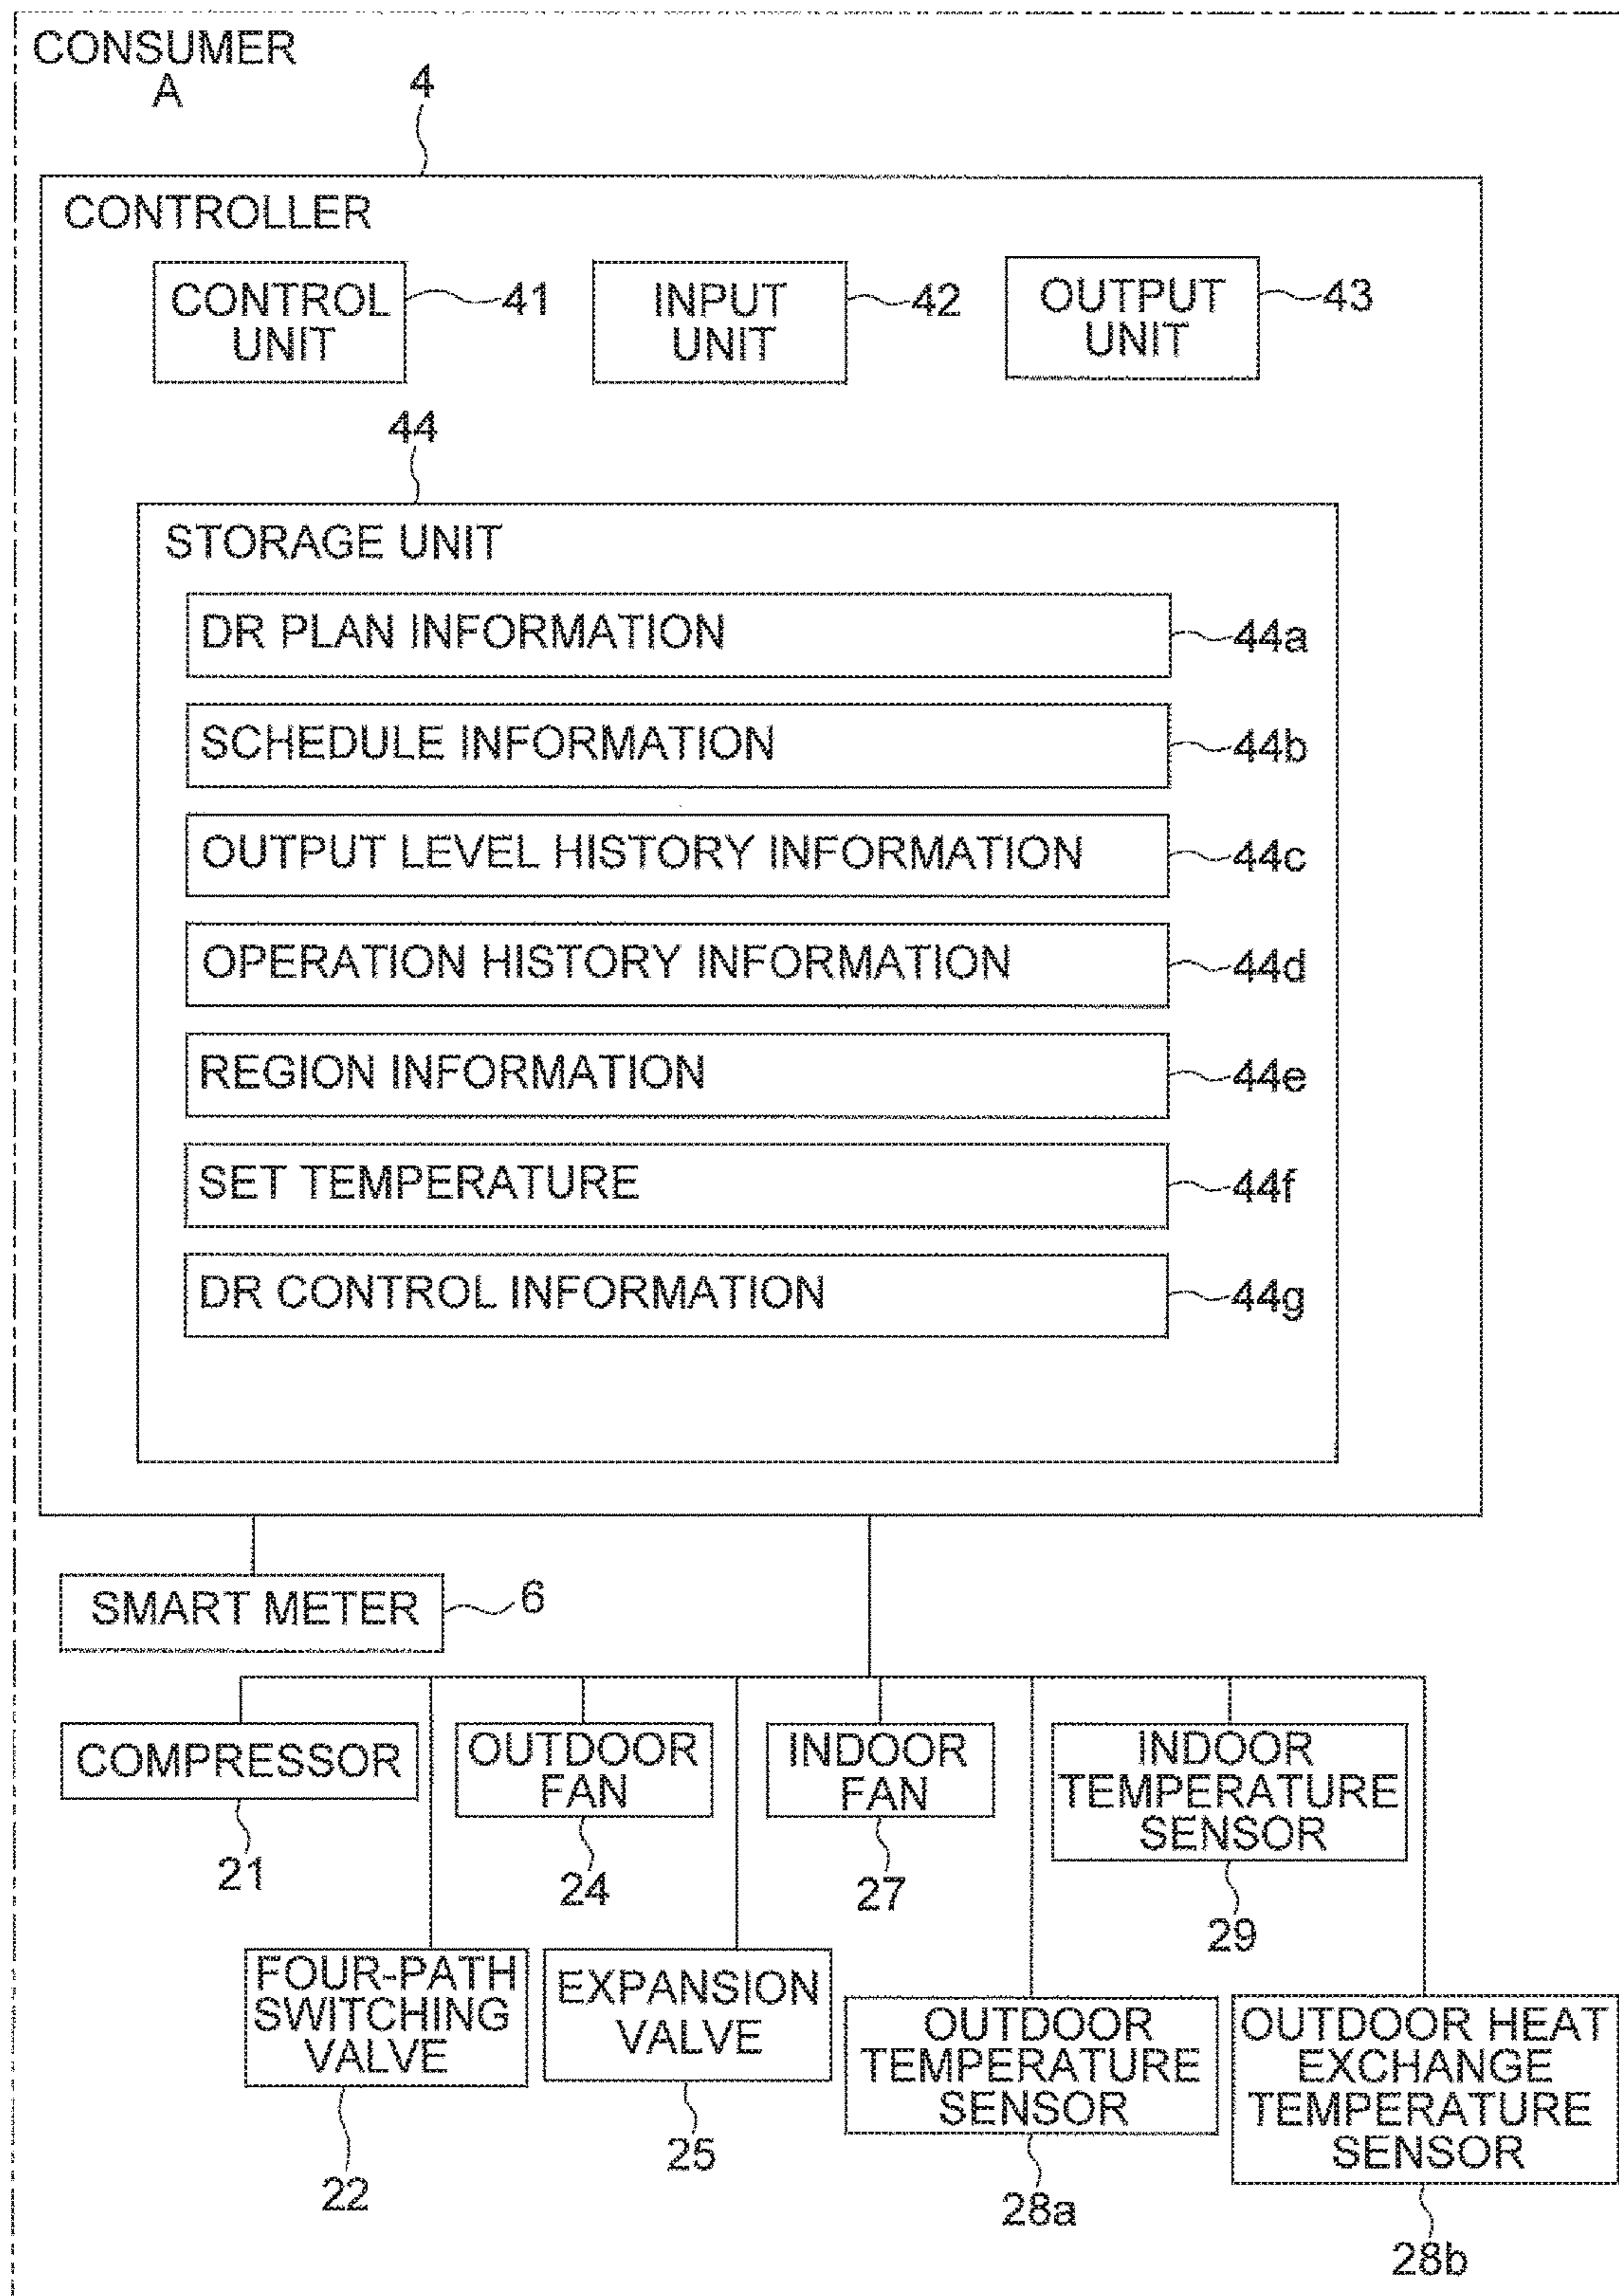 CONSUMER
A
4
CONTROLLER
CONTROL
UNIT
41
INPUT
UNIT
42
OUTPUT
UNIT
43
44
STORAGE UNIT
DR PLAN INFORMATION
44a
SCHEDULE INFORMATION
44b
OUTPUT LEVEL HISTORY INFORMATION
44c
OPERATION HISTORY INFORMATION
44d
REGION INFORMATION
44e
SET TEMPERATURE
44f
DR CONTROL INFORMATION
44g
SMART METER
6
COMPRESSOR
21
OUTDOOR
FAN
24
INDOOR
FAN
27
INDOOR
TEMPERATURE
SENSOR
29
FOUR-PATH
SWITCHING
VALVE
22
EXPANSION
VALVE
25
OUTDOOR
TEMPERATURE
SENSOR
28a
OUTDOOR HEAT
EXCHANGE
TEMPERATURE
SENSOR
28b